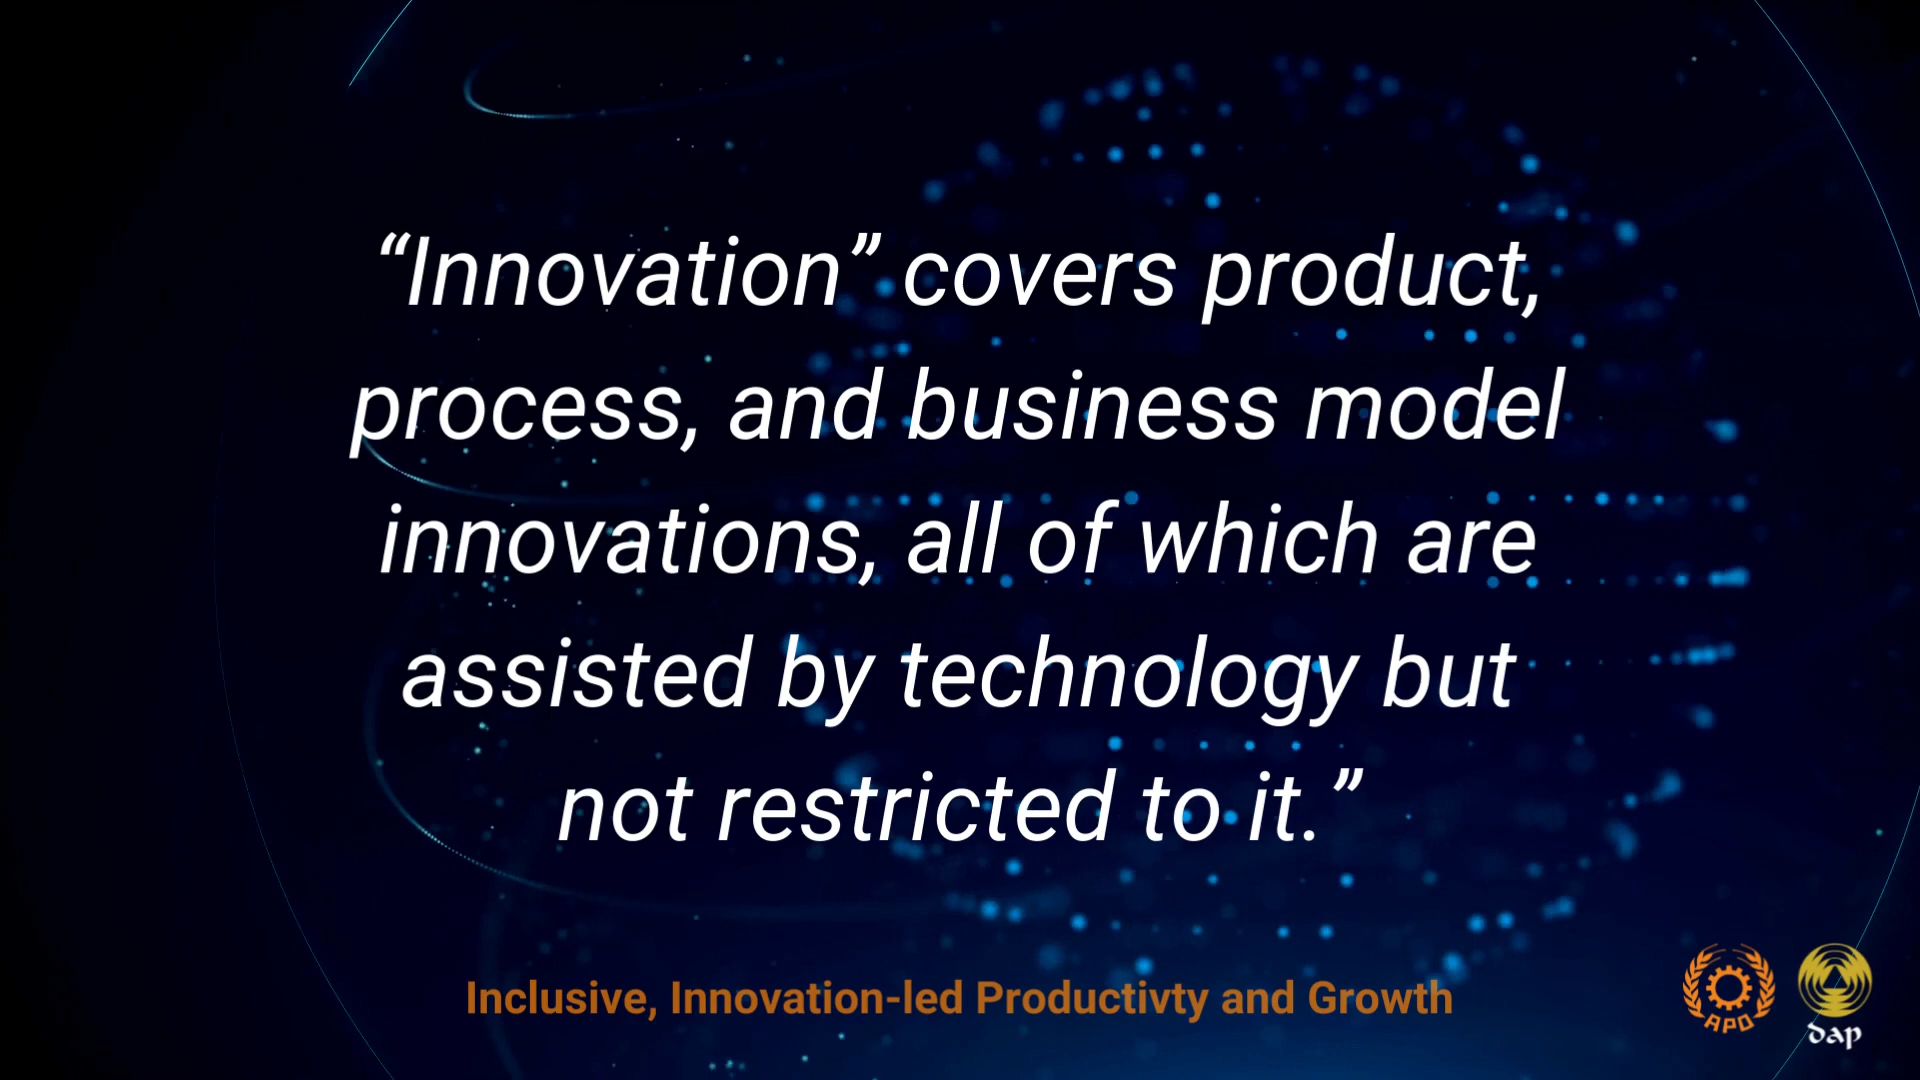 “Innovation” covers product,
process, and business model
innovations, all of which are
assisted by technology but
not restricted to it.”
Inclusive, Innovation-led Productivty and Growth
APO
dap